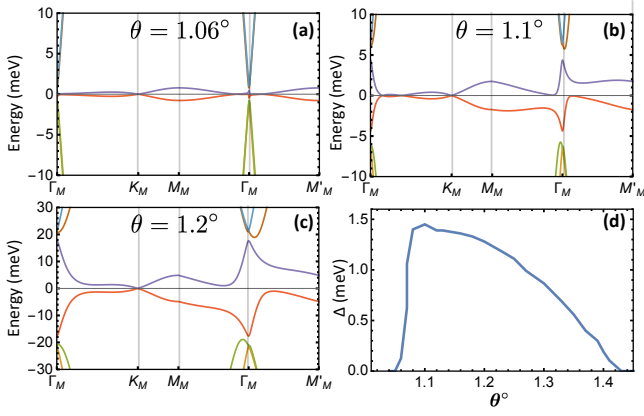 θ = 1.06° (a)
10
5
0
−5
−10
Energy (meV)
Γ_M K_M M_M Γ_M M'_M
θ = 1.1° (b)
10
5
0
−5
−10
Energy (meV)
Γ_M K_M M_M Γ_M M'_M
θ = 1.2° (c)
30
20
10
0
−10
−20
−30
Energy (meV)
Γ_M K_M M_M Γ_M M'_M
(d)
1.5
1.0
0.5
0.0
Δ (meV)
1.1 1.2 1.3 1.4
θ°